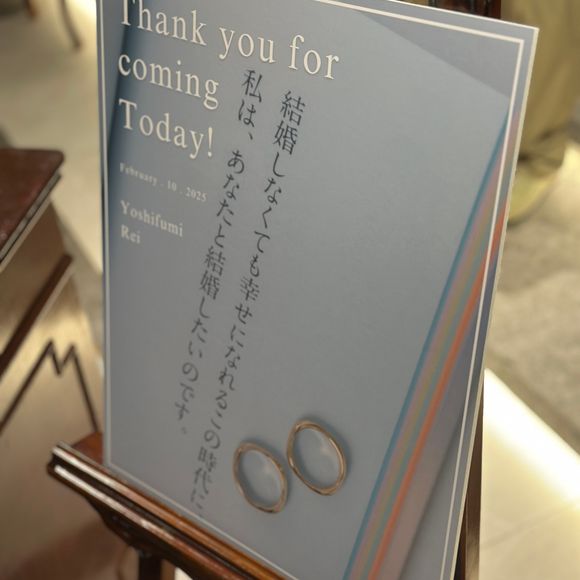 Thank you for
coming
Today!
February . 10 . 2025
Yoshifumi
Rei
結婚しなくても幸せになれるこの時代に
私は、あなたと結婚したいのです。